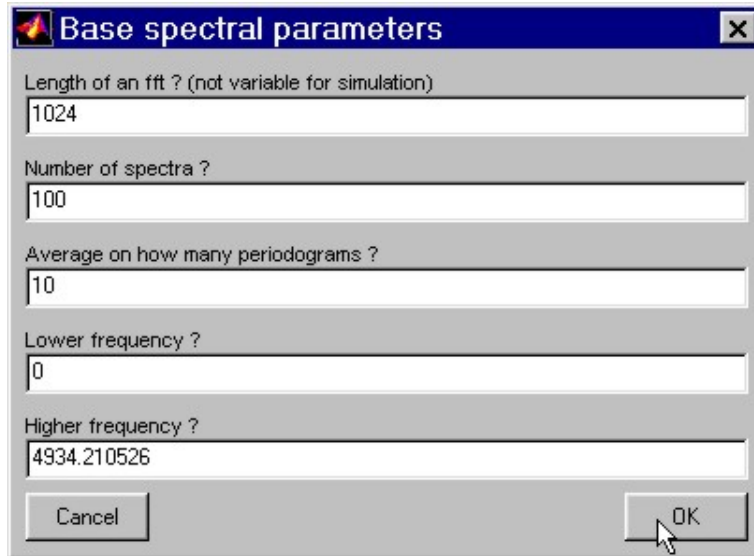 Base spectral parameters
Length of an fft ? (not variable for simulation)
1024
Number of spectra ?
100
Average on how many periodograms ?
10
Lower frequency ?
0
Higher frequency ?
4934.210526
Cancel
OK